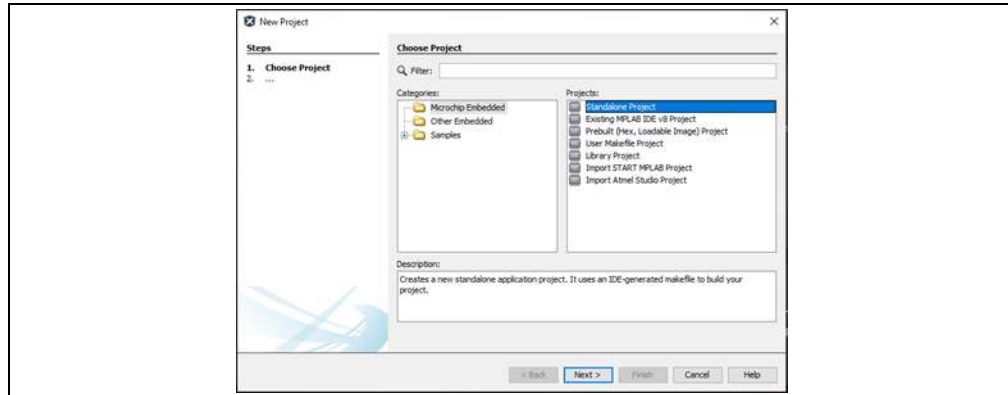 New Project
Steps
1. Choose Project
2. ...
Choose Project
Filter:
Categories:
Microchip Embedded
Other Embedded
Samples
Projects:
Standalone Project
Existing MPLAB IDE v8 Project
Prebuilt (Hex, Loadable Image) Project
User Makefile Project
Library Project
Import START MPLAB Project
Import Atmel Studio Project
Description:
Creates a new standalone application project. It uses an IDE-generated makefile to build your
project.
< Back
Next >
Finish
Cancel
Help